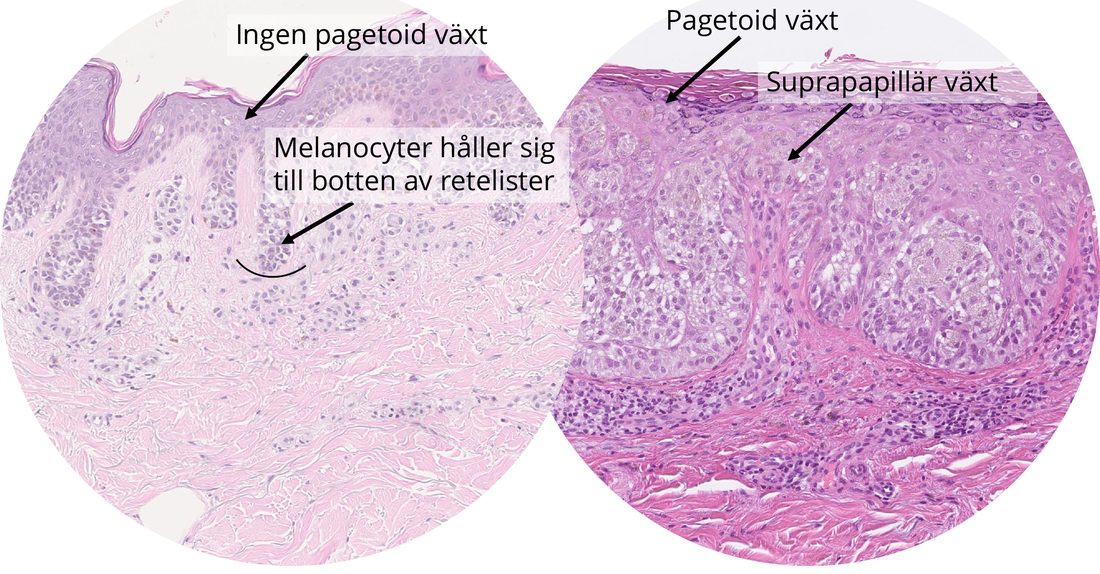 Ingen pagetoid växt
Melanocyter håller sig
till botten av retelister
Pagetoid växt
Suprapapillär växt